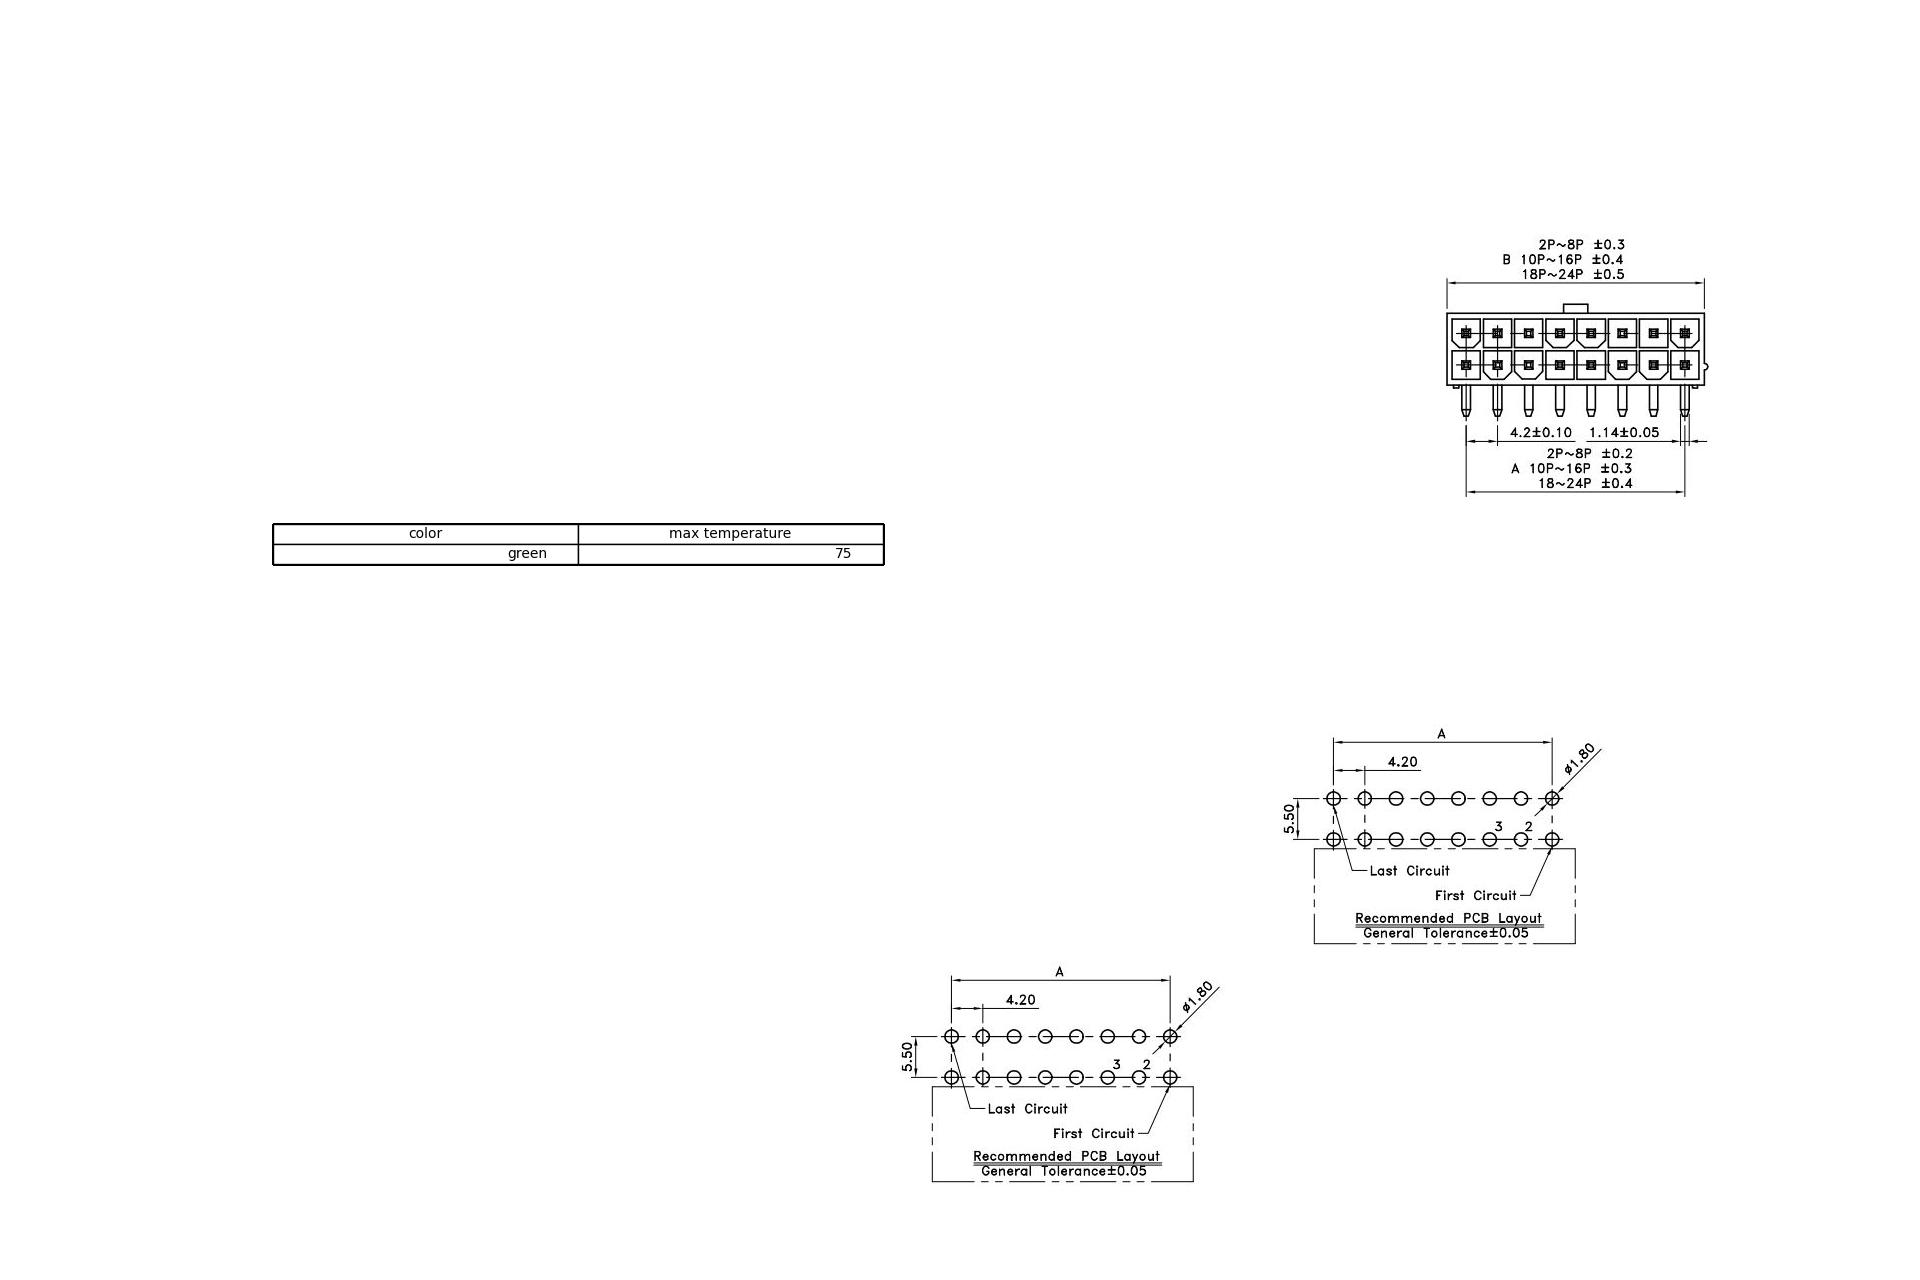 2P~8P ±0.3
B 10P~16P ±0.4
18P~24P ±0.5
4.2±0.10 1.14±0.05
2P~8P ±0.2
A 10P~16P ±0.3
18~24P ±0.4
color max temperature
green 75
A
4.20
ø1.80
5.50
3 2
Last Circuit
First Circuit
Recommended PCB Layout
General Tolerance±0.05
A
4.20
ø1.80
5.50
3 2
Last Circuit
First Circuit
Recommended PCB Layout
General Tolerance±0.05